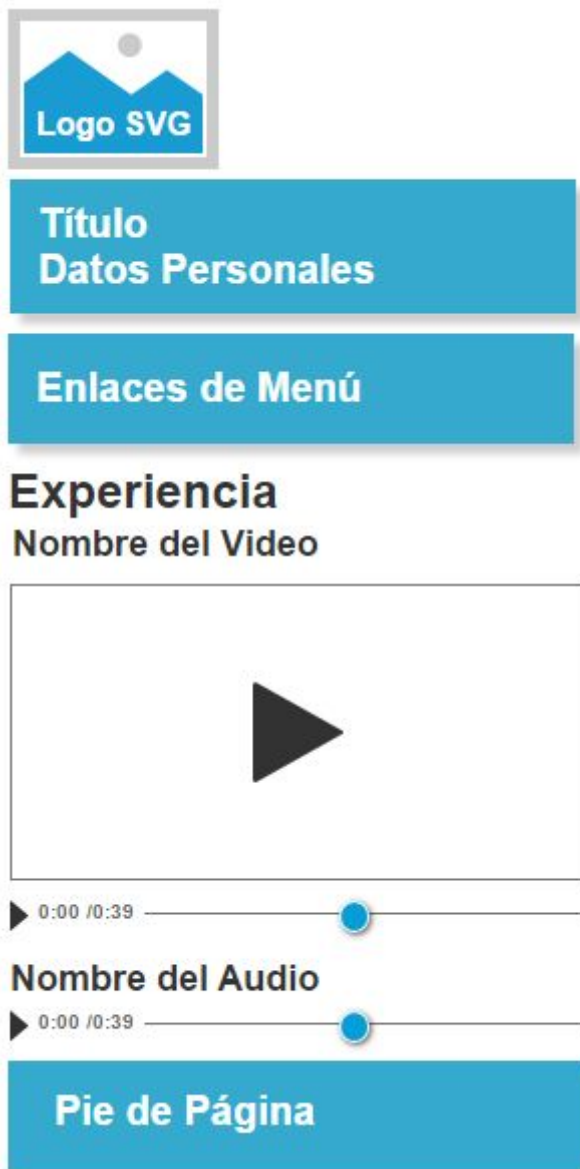 Logo SVG
Título
Datos Personales
Enlaces de Menú
Experiencia
Nombre del Video
0:00 /0:39
Nombre del Audio
0:00 /0:39
Pie de Página